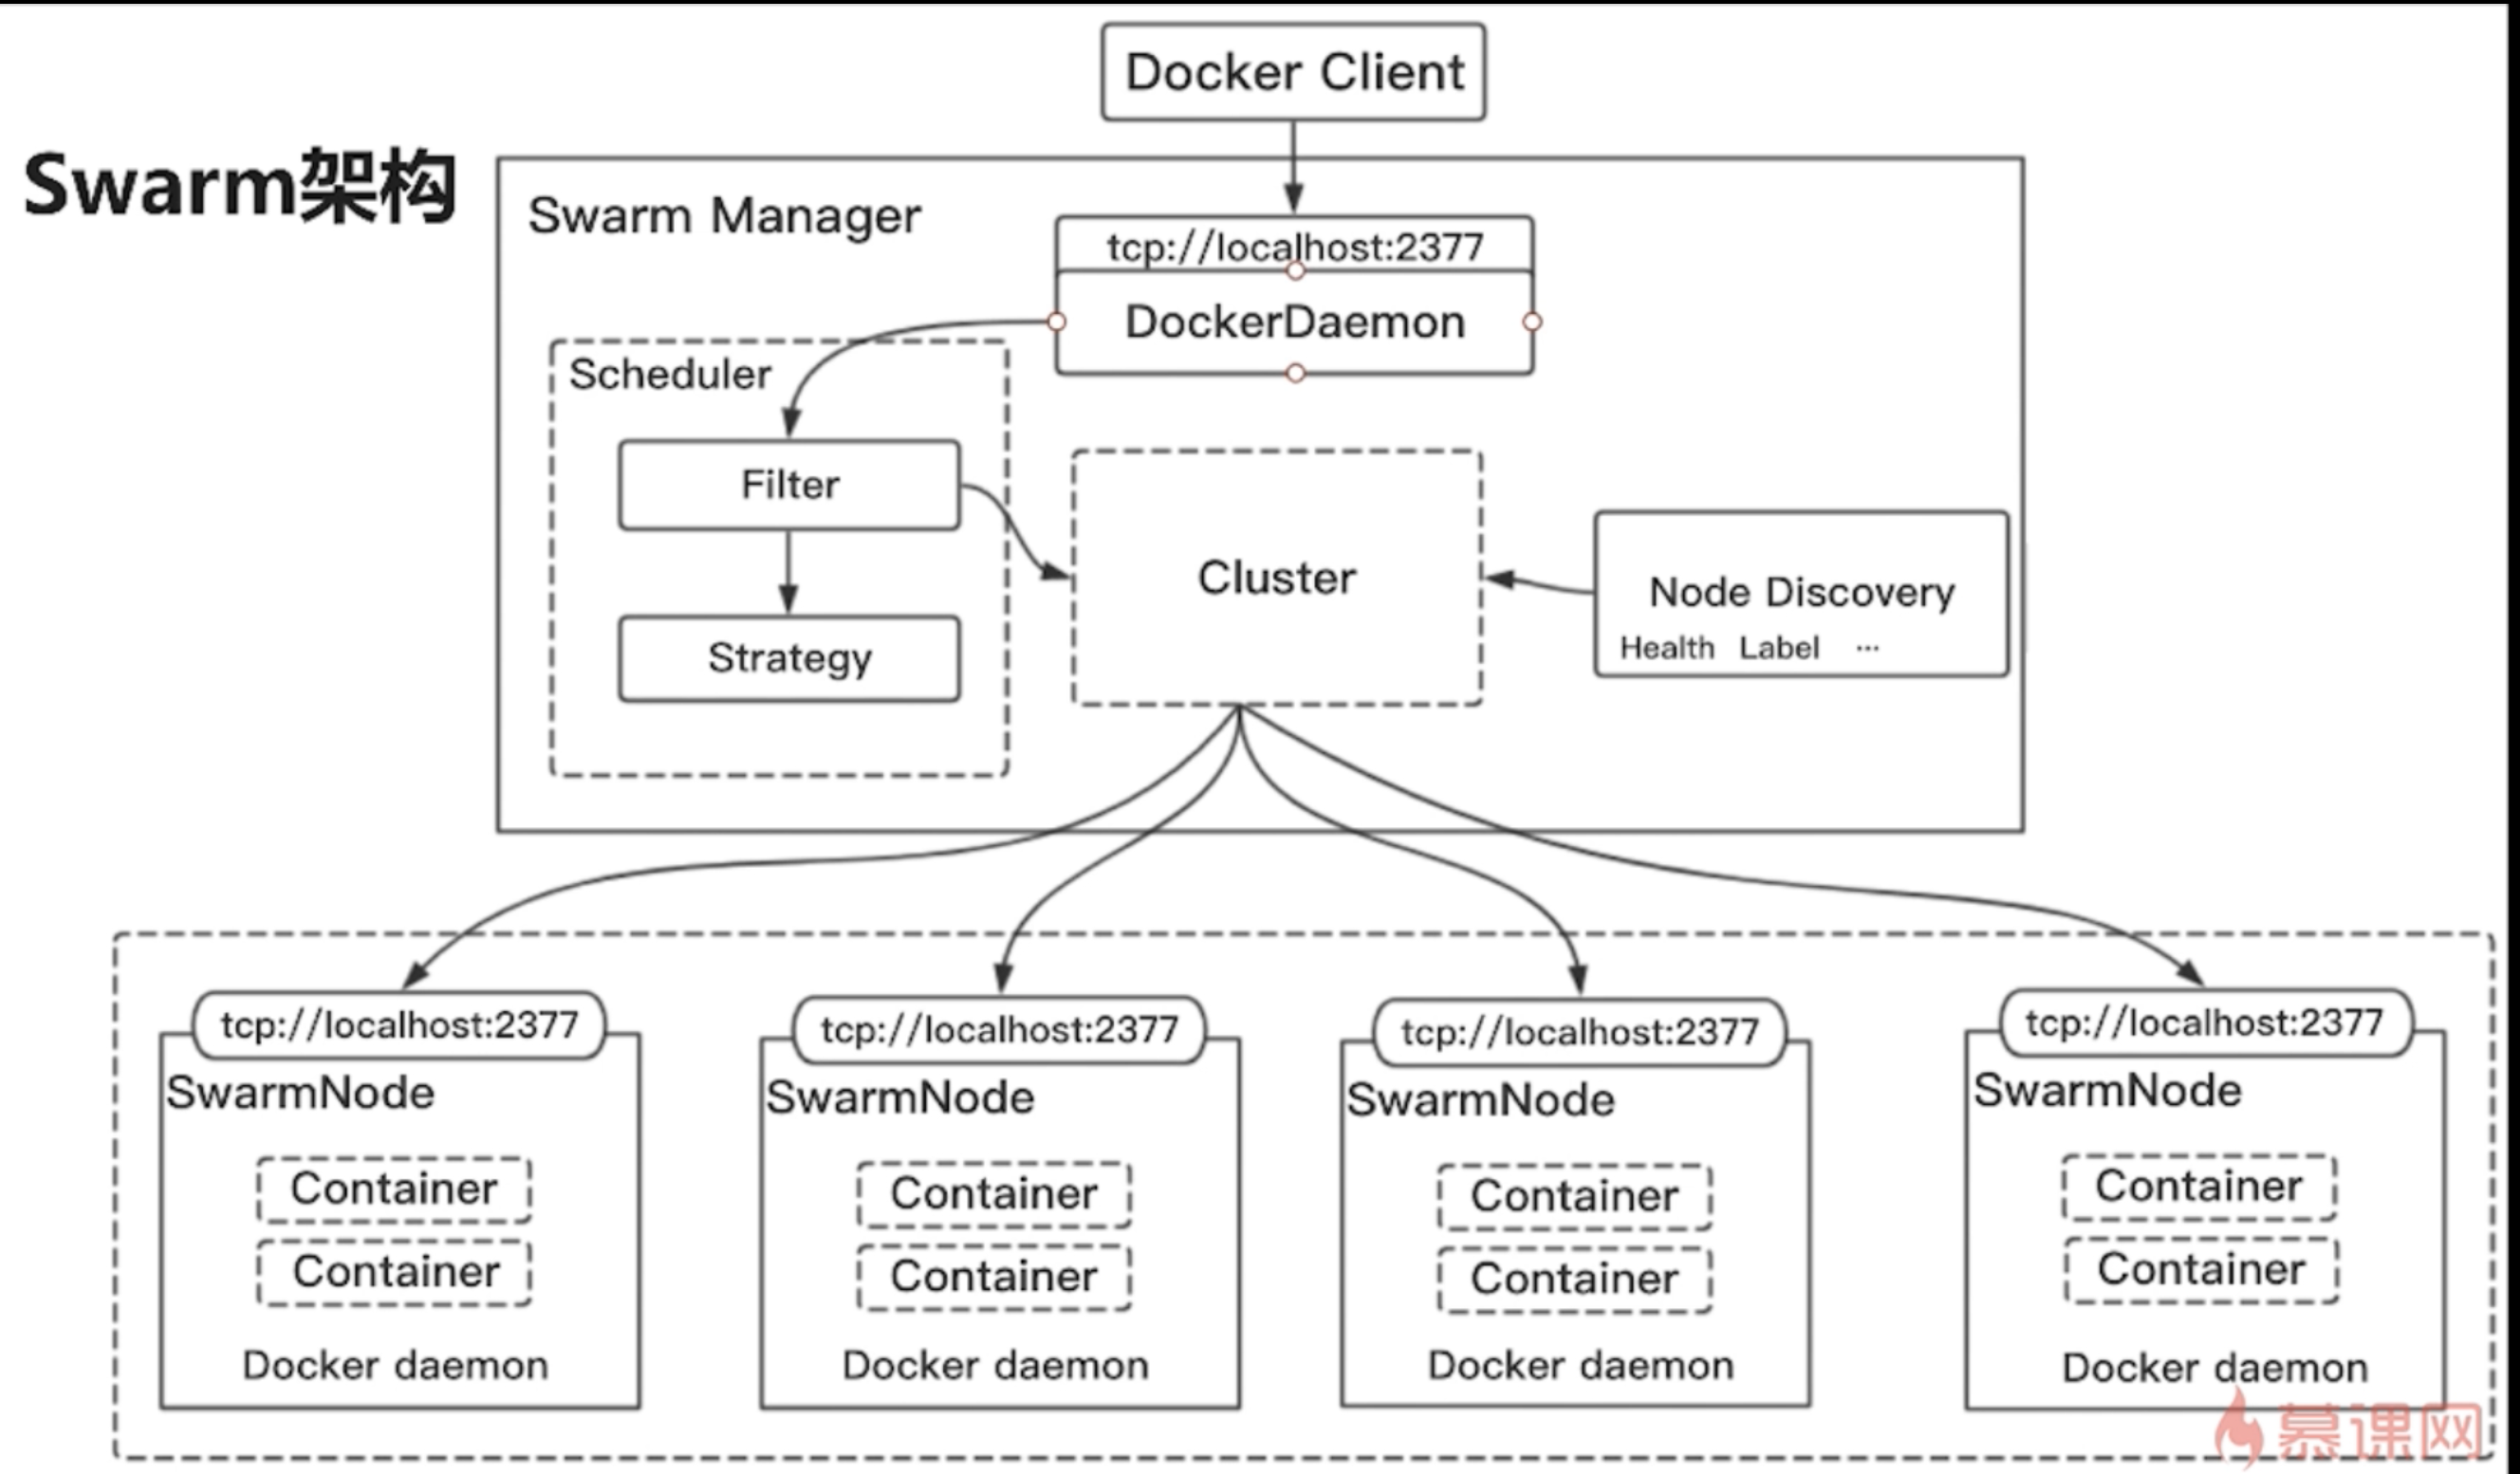 Docker Client
Swarm架构
Swarm Manager
tcp://localhost:2377
DockerDaemon
Scheduler
Filter
Strategy
Cluster
Node Discovery
Health Label ...
tcp://localhost:2377
SwarmNode
Container
Container
Docker daemon
tcp://localhost:2377
SwarmNode
Container
Container
Docker daemon
tcp://localhost:2377
SwarmNode
Container
Container
Docker daemon
tcp://localhost:2377
SwarmNode
Container
Container
Docker daemon
慕课网